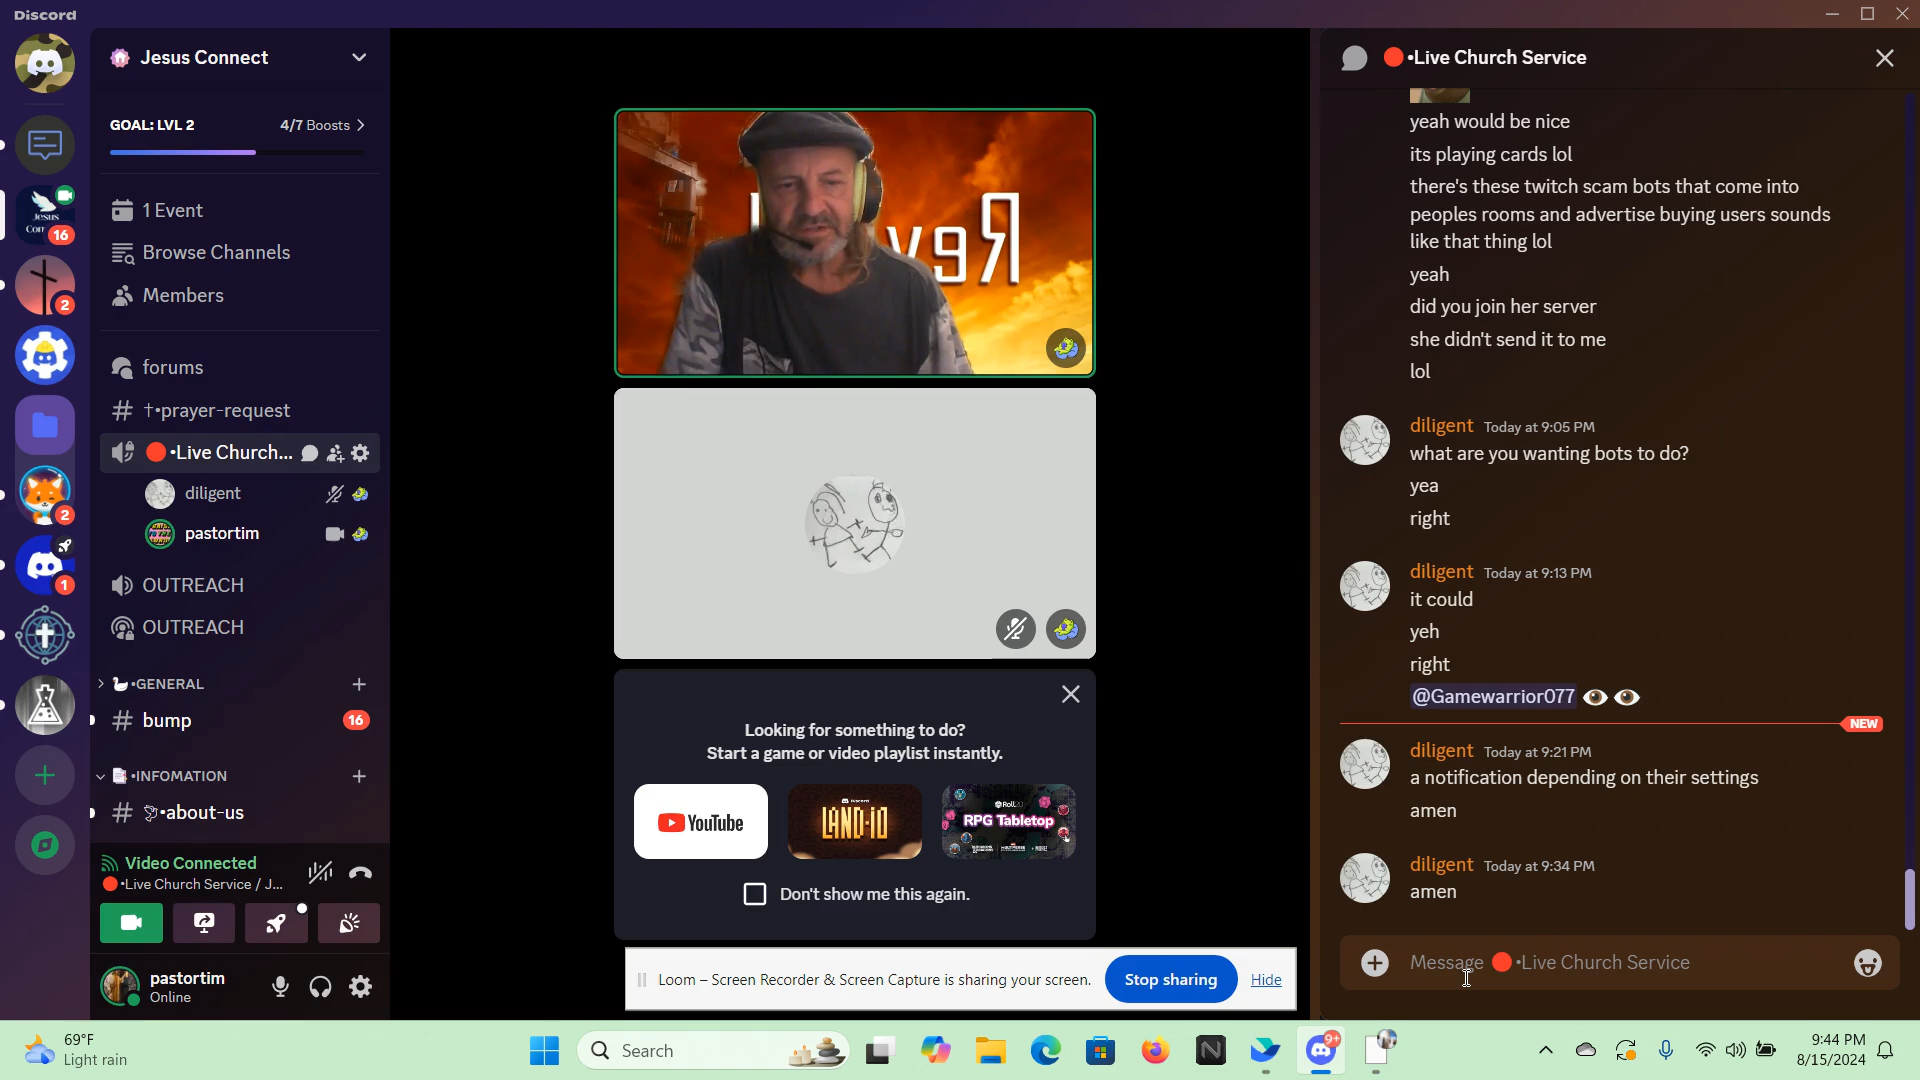 Discord
Jesus Connect
GOAL: LVL 2
4/7 Boosts
1 Event
Browse Channels
Members
forums
†•prayer-request
•Live Church...
diligent
pastortim
OUTREACH
OUTREACH
•GENERAL
bump
16
•INFOMATION
•about-us
Video Connected
•Live Church Service / J...
pastortim
Online
16
2
2
1
Looking for something to do?
Start a game or video playlist instantly.
YouTube
LAND-IO
Roll20
RPG Tabletop
Don't show me this again.
Loom – Screen Recorder & Screen Capture is sharing your screen.
Stop sharing
Hide
•Live Church Service
yeah would be nice
its playing cards lol
there's these twitch scam bots that come into
peoples rooms and advertise buying users sounds
like that thing lol
yeah
did you join her server
she didn't send it to me
lol
diligent Today at 9:05 PM
what are you wanting bots to do?
yea
right
diligent Today at 9:13 PM
it could
yeh
right
@Gamewarrior077
NEW
diligent Today at 9:21 PM
a notification depending on their settings
amen
diligent Today at 9:34 PM
amen
Message •Live Church Service
69°F
Light rain
Search
9+
9:44 PM
8/15/2024